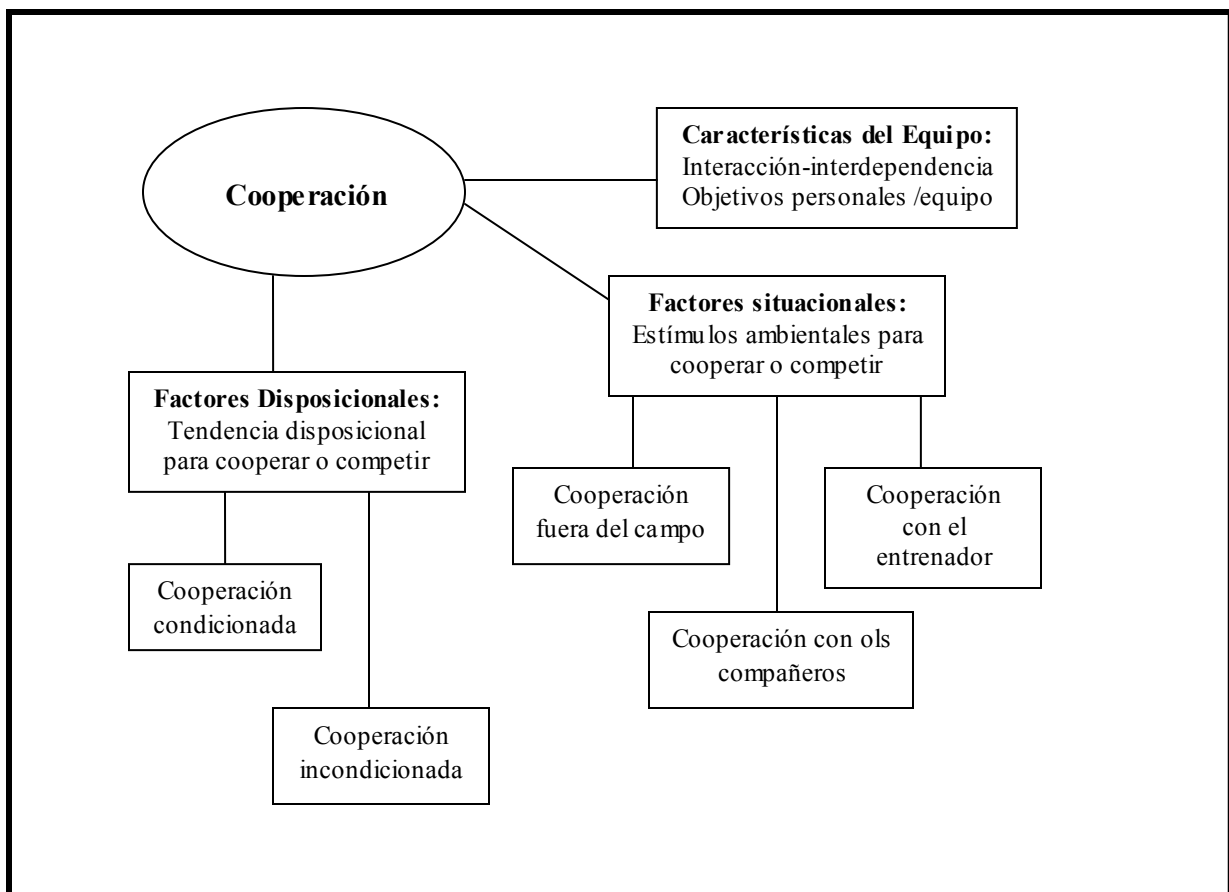 Cooperación
Características del Equipo:
Interacción-interdependencia
Objetivos personales /equipo
Factores situacionales:
Estímulos ambientales para
cooperar o competir
Factores Disposicionales:
Tendencia disposicional
para cooperar o competir
Cooperación
fuera del campo
Cooperación
con el
entrenador
Cooperación
condicionada
Cooperación con ols
compañeros
Cooperación
incondicionada